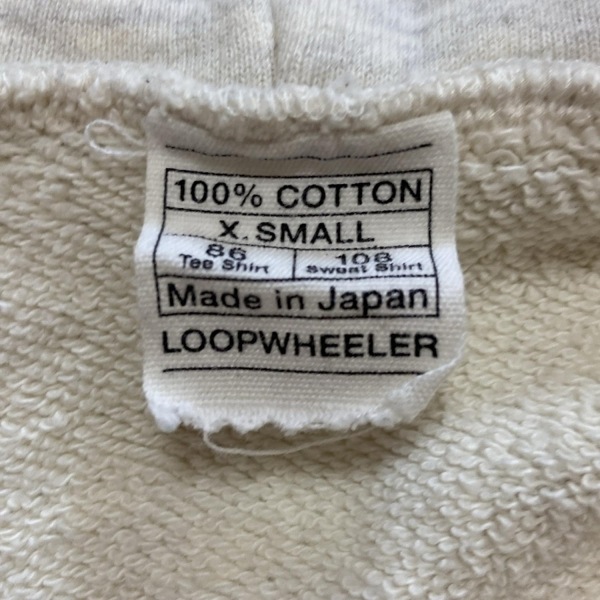 100% COTTON
X. SMALL
86 108
Tee Shirt Sweat Shirt
Made in Japan
LOOPWHEELER